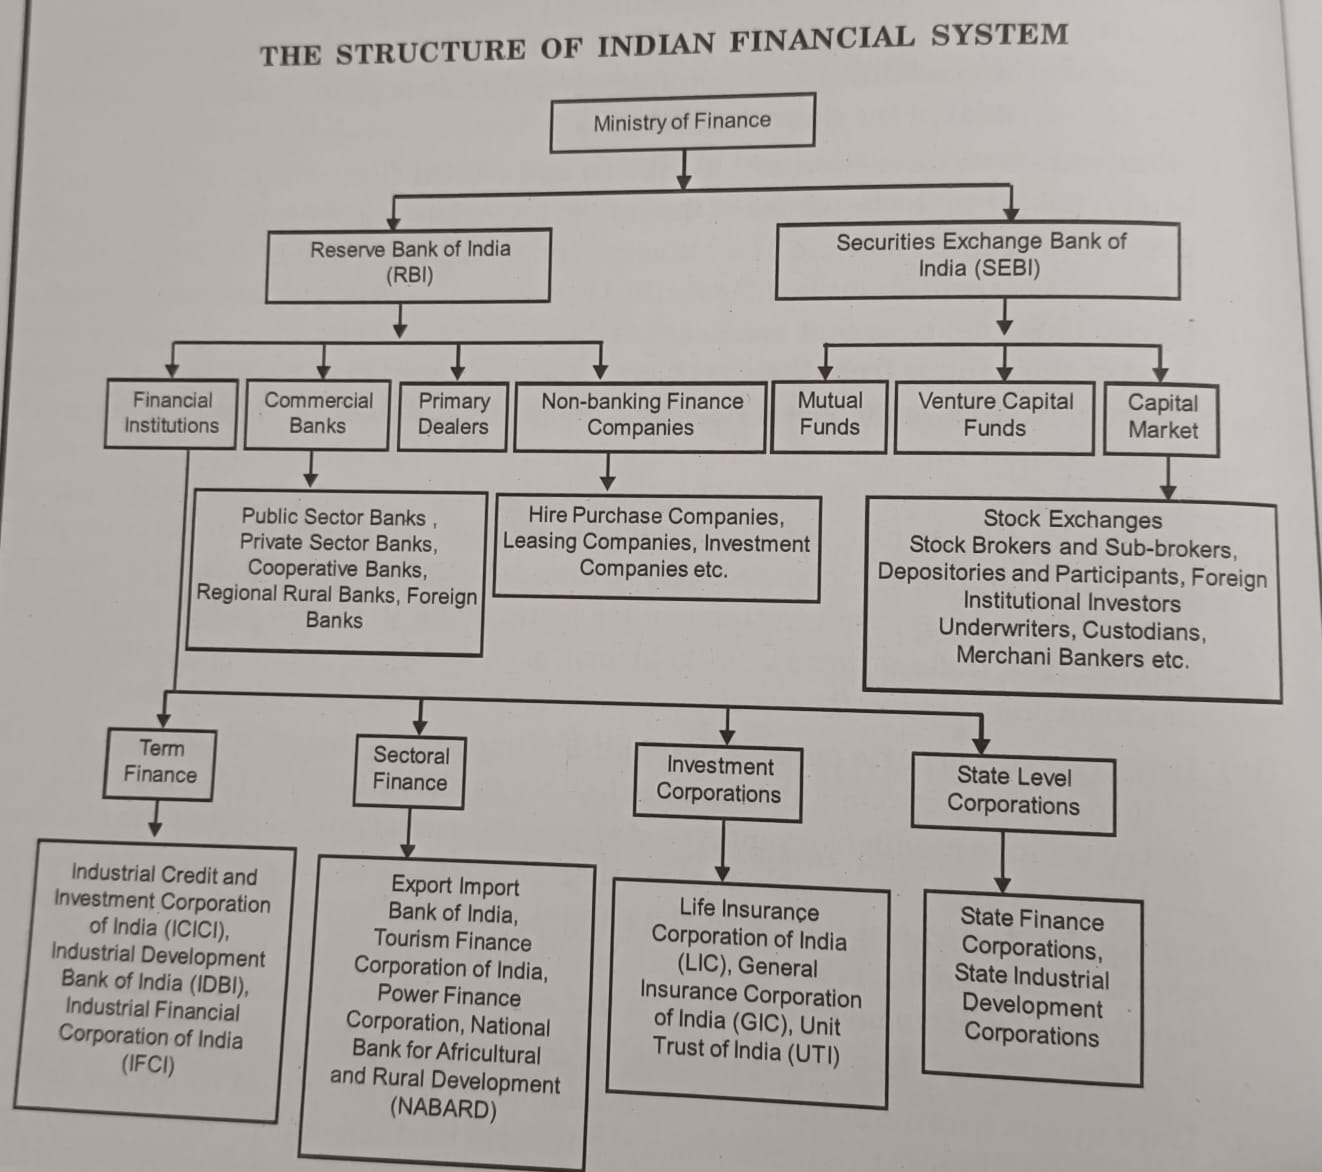 THE STRUCTURE OF INDIAN FINANCIAL SYSTEM
Ministry of Finance
Reserve Bank of India
(RBI)
Securities Exchange Bank of
India (SEBI)
Financial
Institutions
Commercial
Banks
Primary
Dealers
Non-banking Finance
Companies
Mutual
Funds
Venture Capital
Funds
Capital
Market
Public Sector Banks ,
Private Sector Banks,
Cooperative Banks,
Regional Rural Banks, Foreign
Banks
Hire Purchase Companies,
Leasing Companies, Investment
Companies etc.
Stock Exchanges
Stock Brokers and Sub-brokers,
Depositories and Participants, Foreign
Institutional Investors
Underwriters, Custodians,
Merchani Bankers etc.
Term
Finance
Sectoral
Finance
Investment
Corporations
State Level
Corporations
Industrial Credit and
Investment Corporation
of India (ICICI),
Industrial Development
Bank of India (IDBI),
Industrial Financial
Corporation of India
(IFCI)
Export Import
Bank of India,
Tourism Finance
Corporation of India,
Power Finance
Corporation, National
Bank for Africultural
and Rural Development
(NABARD)
Life Insurance
Corporation of India
(LIC), General
Insurance Corporation
of India (GIC), Unit
Trust of India (UTI)
State Finance
Corporations,
State Industrial
Development
Corporations